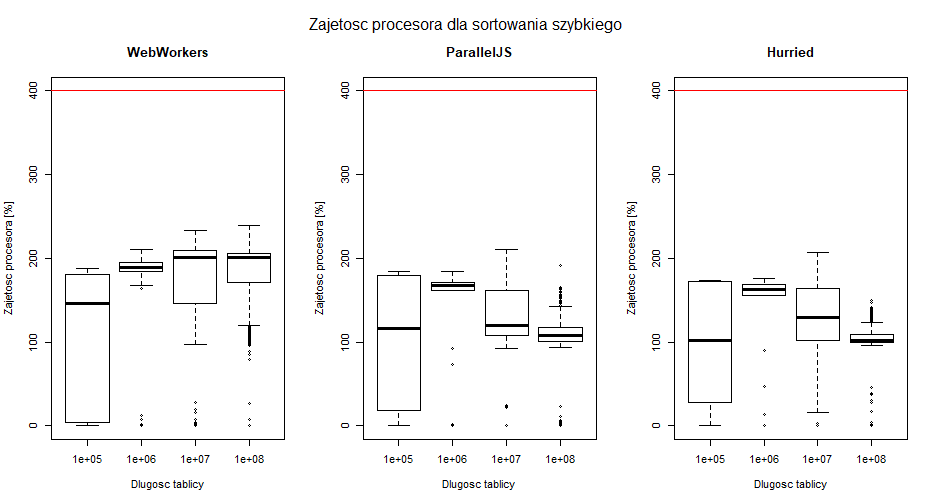 Zajetosc procesora dla sortowania szybkiego
WebWorkers
ParallelJS
Hurried
Zajetosc procesora [%]
400
300
200
100
0
1e+05 1e+06 1e+07 1e+08
Dlugosc tablicy
Zajetosc procesora [%]
400
300
200
100
0
1e+05 1e+06 1e+07 1e+08
Dlugosc tablicy
Zajetosc procesora [%]
400
300
200
100
0
1e+05 1e+06 1e+07 1e+08
Dlugosc tablicy